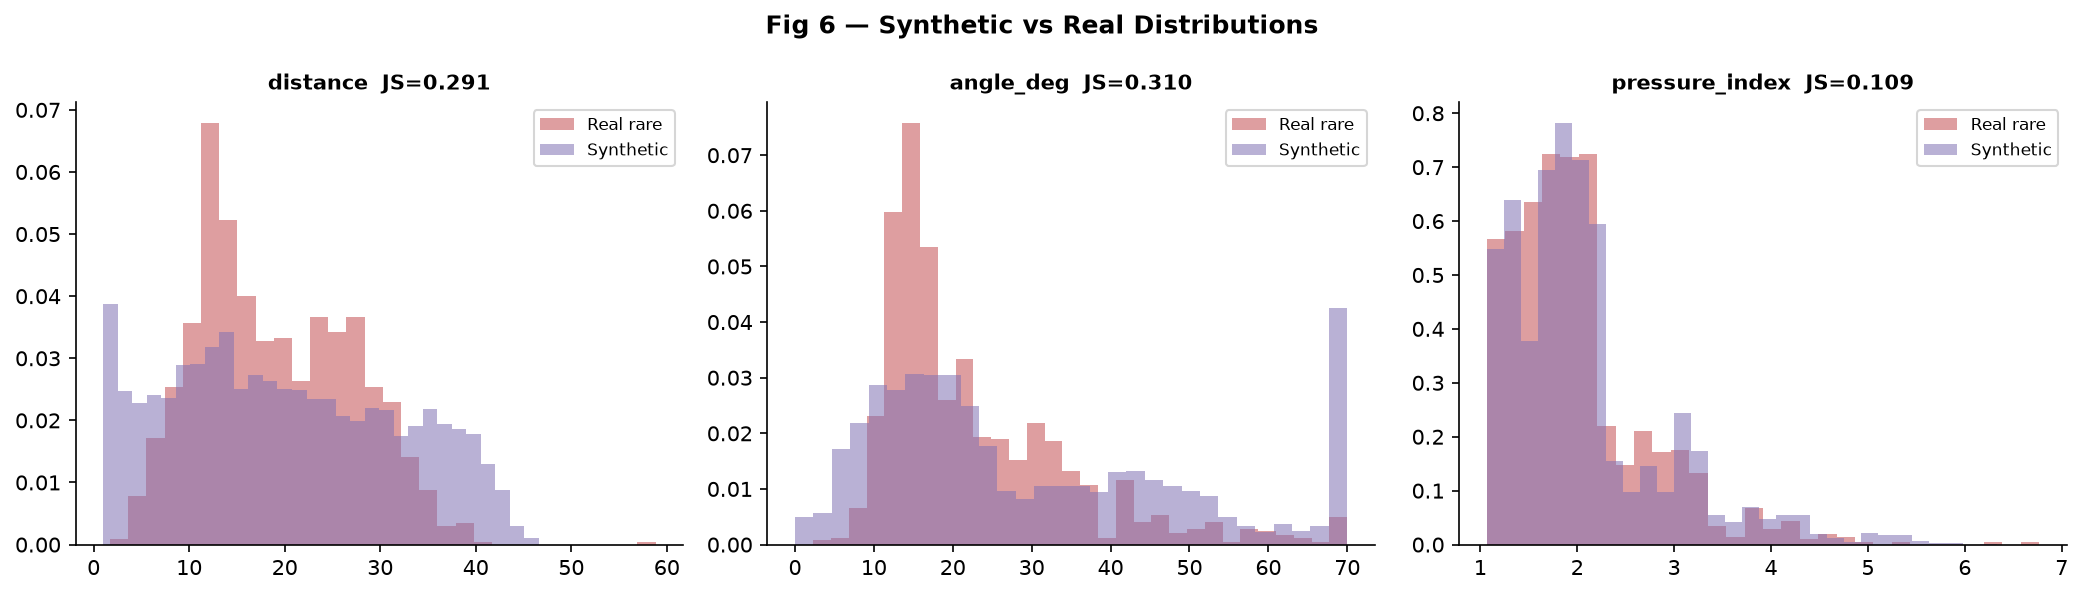 Fig 6 — Synthetic vs Real Distributions
distance  JS=0.291
0.07
0.06
0.05
0.04
0.03
0.02
0.01
0.00
0 10 20 30 40 50 60
Real rare
Synthetic
angle_deg  JS=0.310
0.07
0.06
0.05
0.04
0.03
0.02
0.01
0.00
0 10 20 30 40 50 60 70
Real rare
Synthetic
pressure_index  JS=0.109
0.8
0.7
0.6
0.5
0.4
0.3
0.2
0.1
0.0
1 2 3 4 5 6 7
Real rare
Synthetic